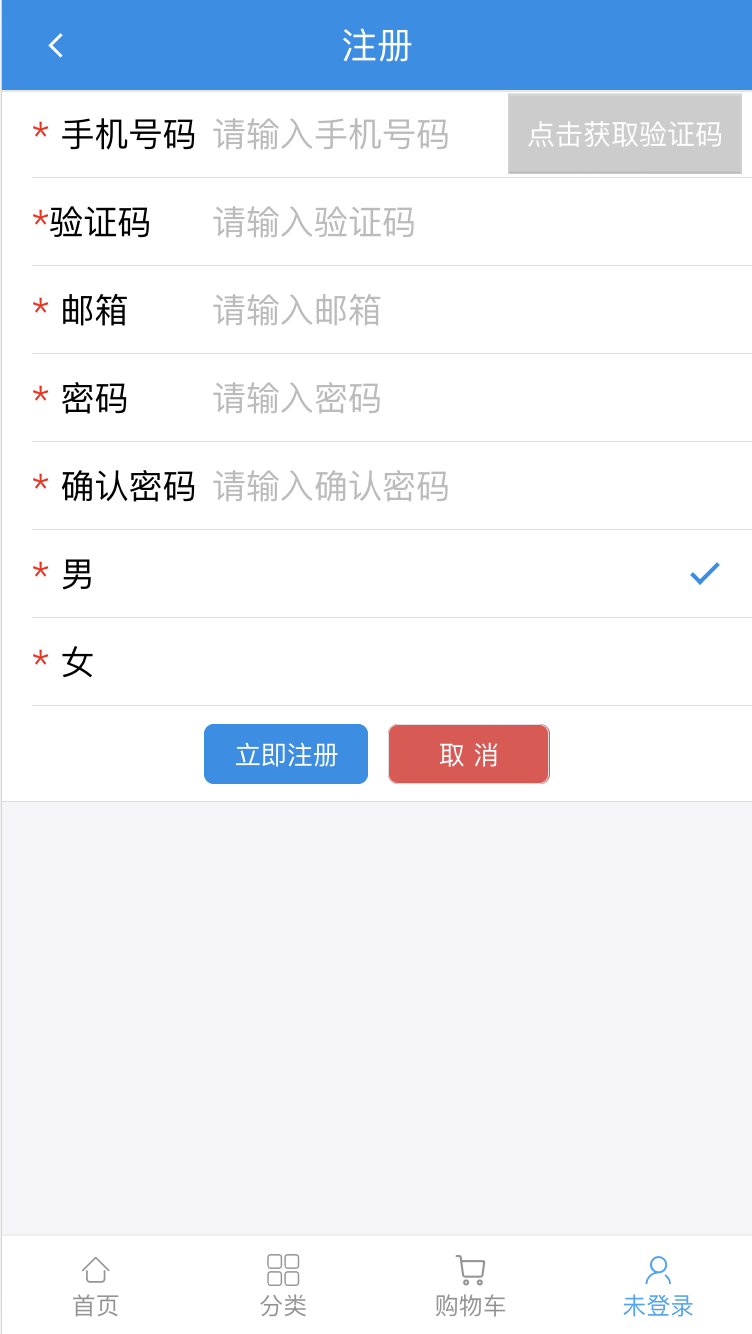 注册
* 手机号码 请输入手机号码 点击获取验证码
*验证码 请输入验证码
* 邮箱 请输入邮箱
* 密码 请输入密码
* 确认密码 请输入确认密码
* 男
* 女
立即注册 取 消
首页 分类 购物车 未登录